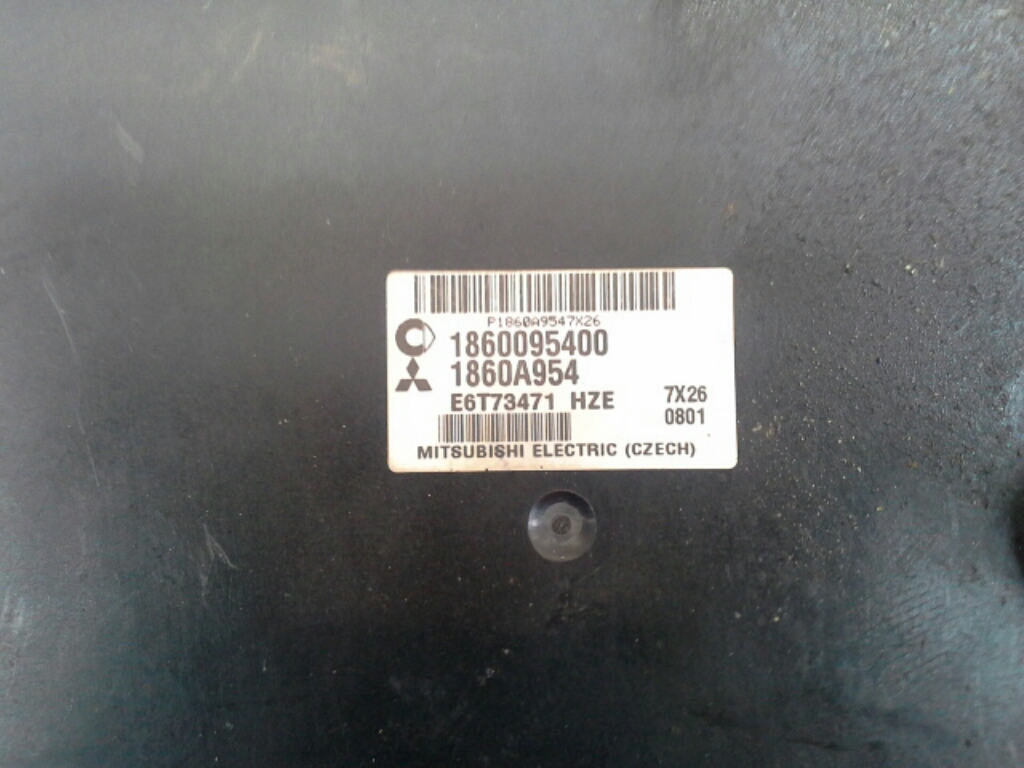 P1860A9547X26
1860095400
1860A954
E6T73471 HZE 7X26
0801
MITSUBISHI ELECTRIC (CZECH)